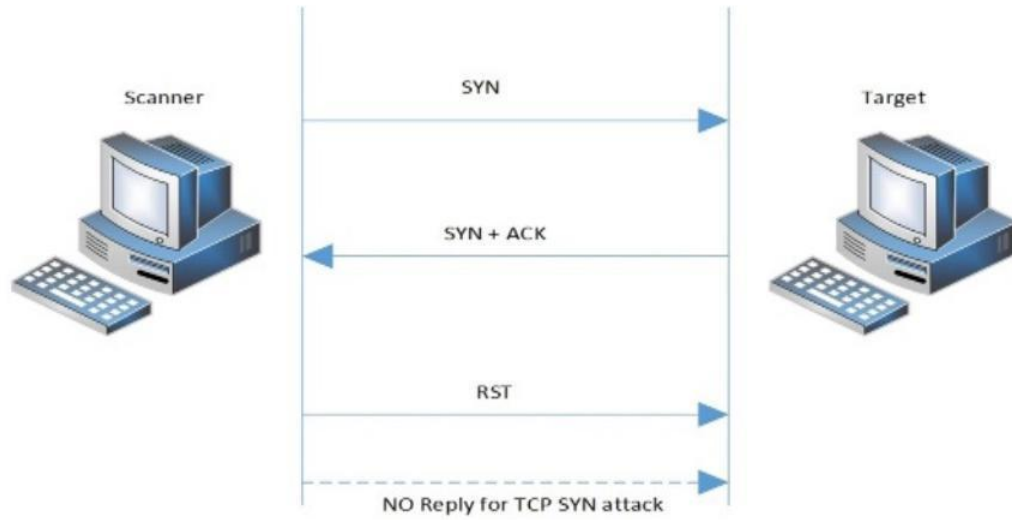 SYN
Scanner
Target
SYN + ACK
RST
NO Reply for TCP SYN attack